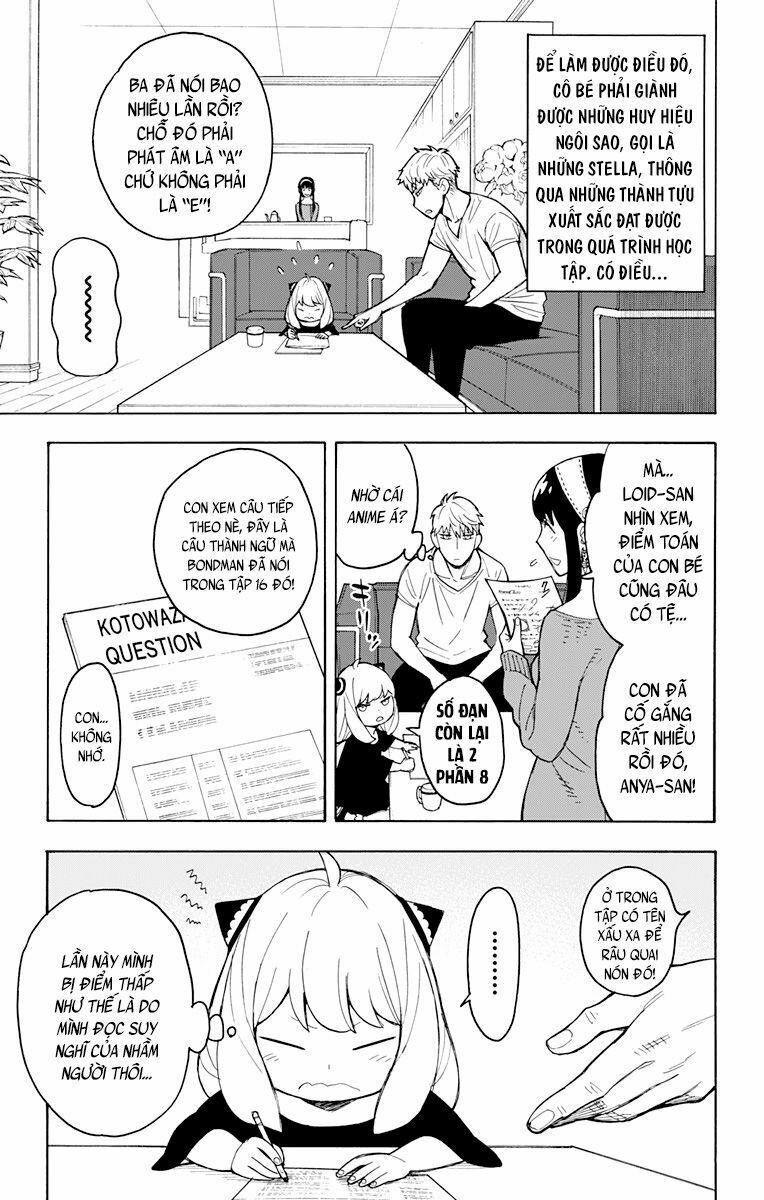 ĐỂ LÀM ĐƯỢC ĐIỀU ĐÓ,
CÔ BÉ PHẢI GIÀNH
ĐƯỢC NHỮNG HUY HIỆU
NGÔI SAO, GỌI LÀ
NHỮNG STELLA, THÔNG
QUA NHỮNG THÀNH TỰU
XUẤT SẮC ĐẠT ĐƯỢC
TRONG QUÁ TRÌNH HỌC
TẬP. CÓ ĐIỀU...
BA ĐÃ NÓI BAO
NHIÊU LẦN RỒI?
CHỖ ĐÓ PHẢI
PHÁT ÂM LÀ "A"
CHỨ KHÔNG PHẢI
LÀ "E"!
MÀ...
LOID-SAN
NHÌN XEM,
ĐIỂM TOÁN
CỦA CON BÉ
CŨNG ĐÂU
CÓ TỆ...
CON ĐÃ
CỐ GẮNG
RẤT NHIỀU
RỒI ĐÓ,
ANYA-SAN!
NHỜ CÁI
ANIME Á?
SỐ ĐẠN
CÒN LẠI
LÀ 2
PHẦN 8
CON XEM CÂU TIẾP
THEO NÈ, ĐÂY LÀ
CÂU THÀNH NGỮ MÀ
BONDMAN ĐÃ NÓI
TRONG TẬP 16 ĐÓ!
KOTOWAZA
QUESTION
CON...
KHÔNG
NHỚ.
Ở TRONG
TẬP CÓ TÊN
XẤU XA ĐỂ
RÂU QUAI
NÓN ĐÓ!
LẦN NÀY MÌNH
BỊ ĐIỂM THẤP
NHƯ THẾ LÀ DO
MÌNH ĐỌC SUY
NGHĨ CỦA NHẦM
NGƯỜI THÔI...